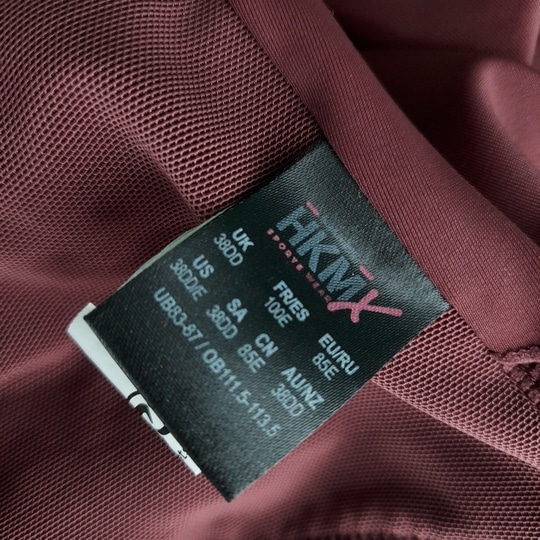 HKMX
SPORTS WEAR
UK FR/ES EU/RU
38DD 100E 85E
US SA CN AU/NZ
38DD/E 38DD 85E 38DD
UB83-87 / OB111.5-113.5